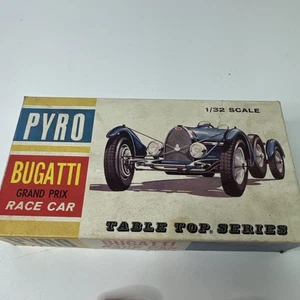 PYRO
1/32 SCALE
BUGATTI
GRAND PRIX
RACE CAR
TABLE TOP SERIES
BUGATTI